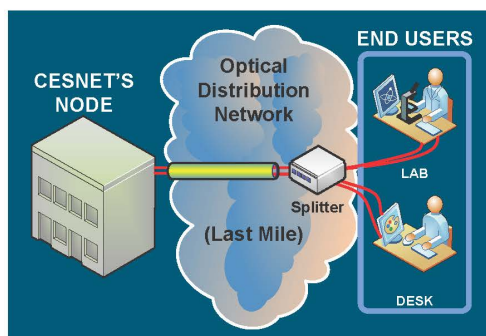 CESNET'S
NODE
Optical
Distribution
Network
Splitter
(Last Mile)
END USERS
LAB
DESK